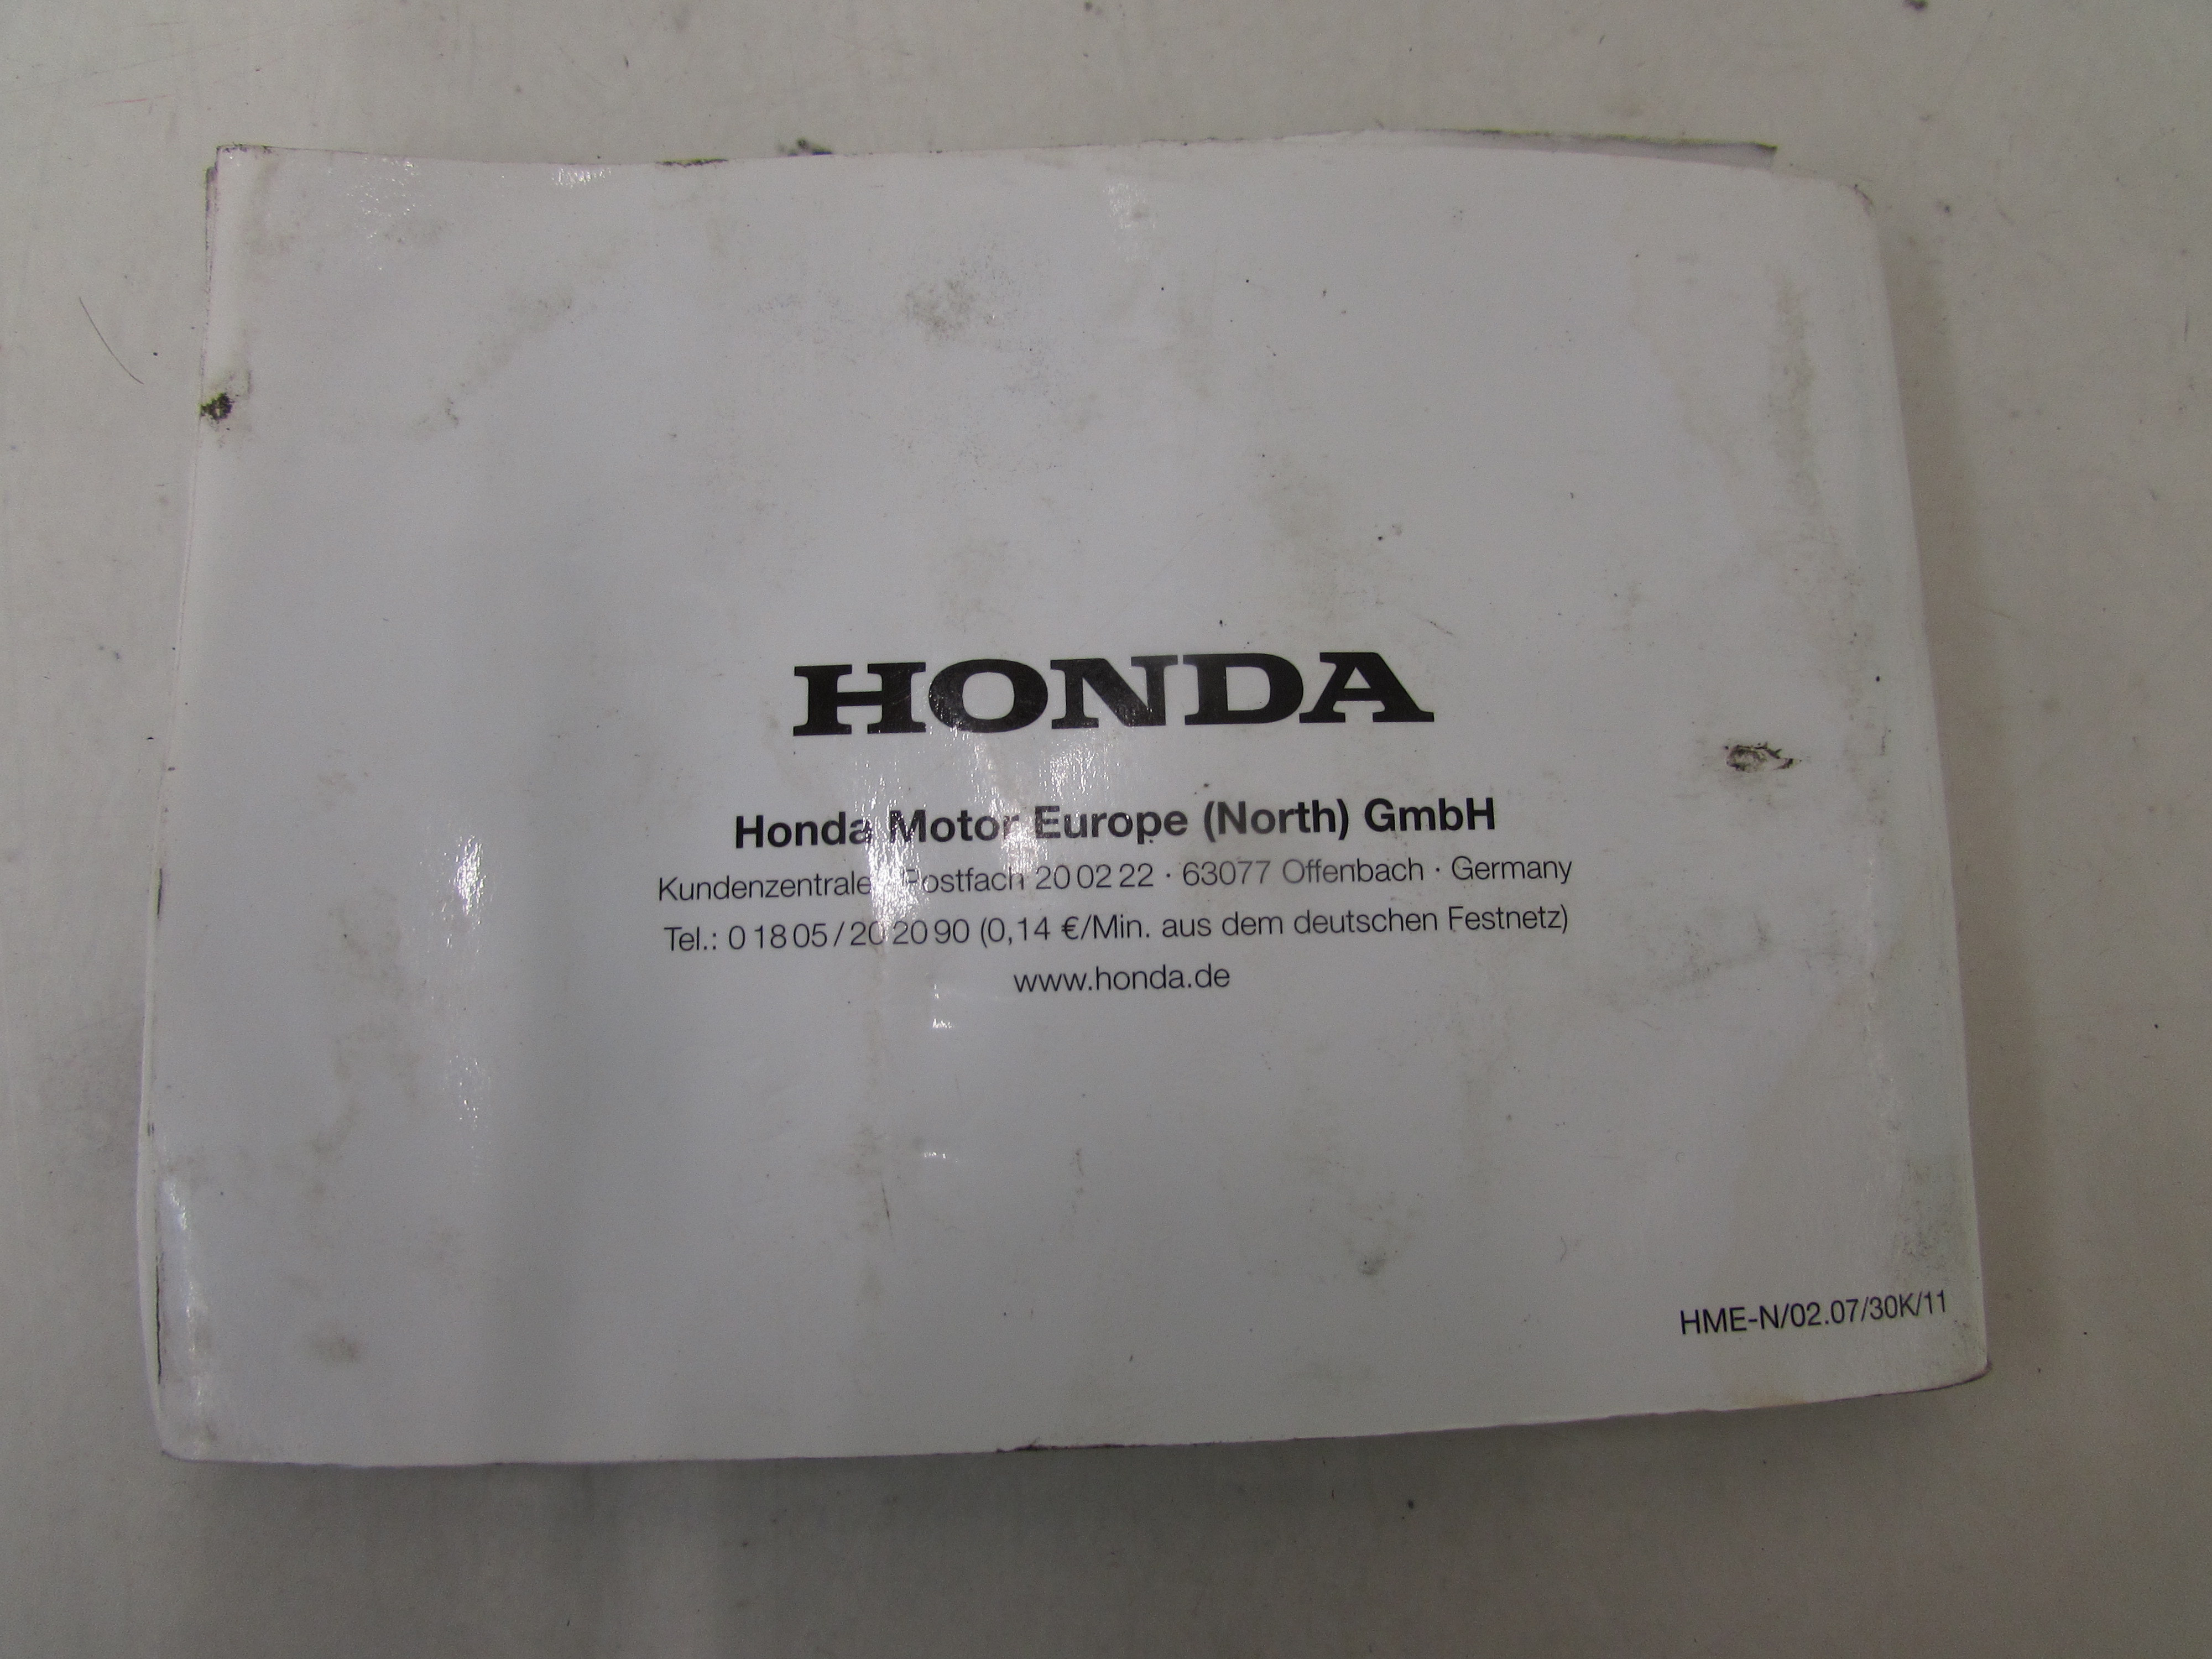 HONDA
Honda Motor Europe (North) GmbH
Kundenzentrale · Postfach 20 02 22 · 63077 Offenbach · Germany
Tel.: 0 18 05 / 20 20 90 (0,14 €/Min. aus dem deutschen Festnetz)
www.honda.de
HME-N/02.07/30K/11